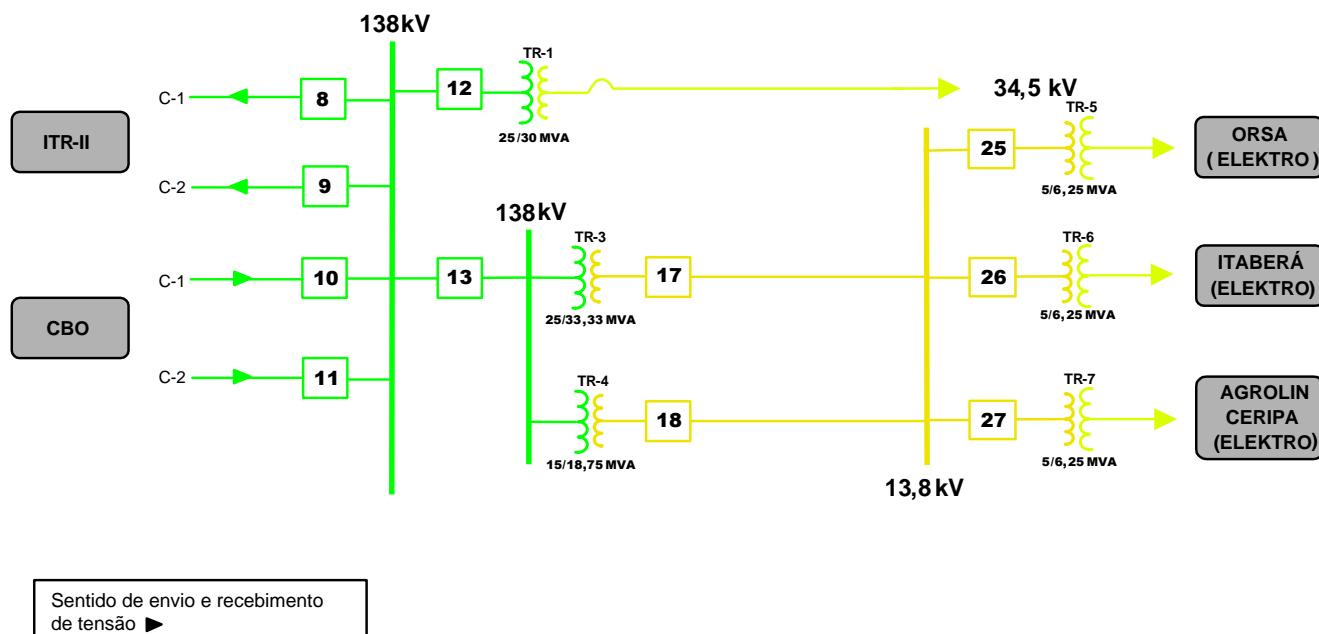 138kV
TR-1
C-1
8
12
34,5 kV
TR-5
25/30 MVA
ITR-II
25
ORSA
( ELEKTRO )
C-2
9
5/6,25 MVA
138kV
TR-3
TR-6
C-1
10
13
17
26
ITABERÁ
(ELEKTRO)
25/33,33 MVA
5/6,25 MVA
CBO
C-2
11
TR-4
TR-7
18
27
AGROLIN
CERIPA
(ELEKTRO)
15/18,75 MVA
5/6,25 MVA
13,8kV
Sentido de envio e recebimento
de tensão